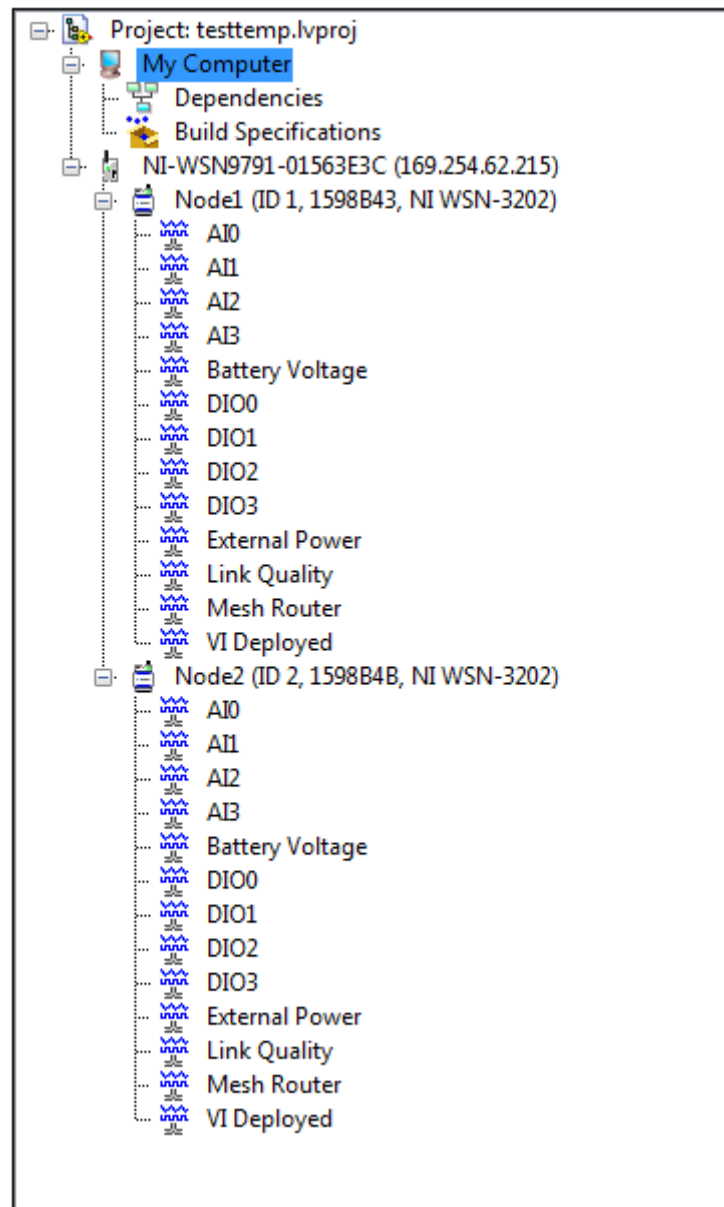 Project: testtemp.lvproj
My Computer
Dependencies
Build Specifications
NI-WSN9791-01563E3C (169.254.62.215)
Node1 (ID 1, 1598B43, NI WSN-3202)
AI0
AI1
AI2
AI3
Battery Voltage
DIO0
DIO1
DIO2
DIO3
External Power
Link Quality
Mesh Router
VI Deployed
Node2 (ID 2, 1598B4B, NI WSN-3202)
AI0
AI1
AI2
AI3
Battery Voltage
DIO0
DIO1
DIO2
DIO3
External Power
Link Quality
Mesh Router
VI Deployed